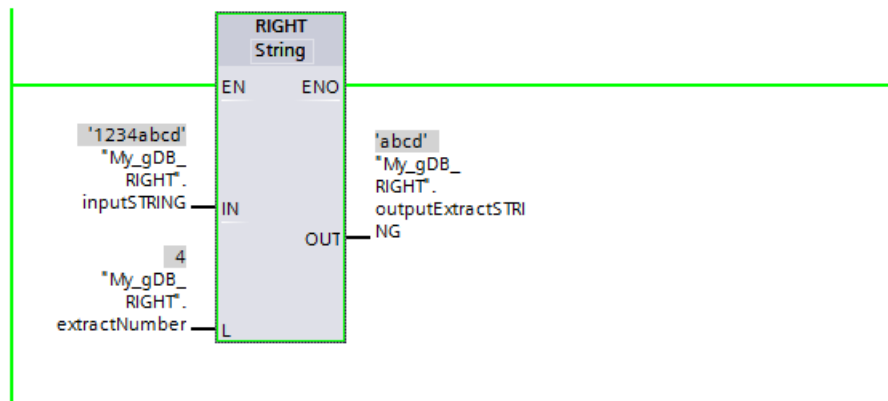 RIGHT
String
EN ENO
'1234abcd'
"My_gDB_
RIGHT".
inputSTRING
IN
'abcd'
"My_gDB_
RIGHT".
outputExtractSTRI
NG
OUT
4
"My_gDB_
RIGHT".
extractNumber
L